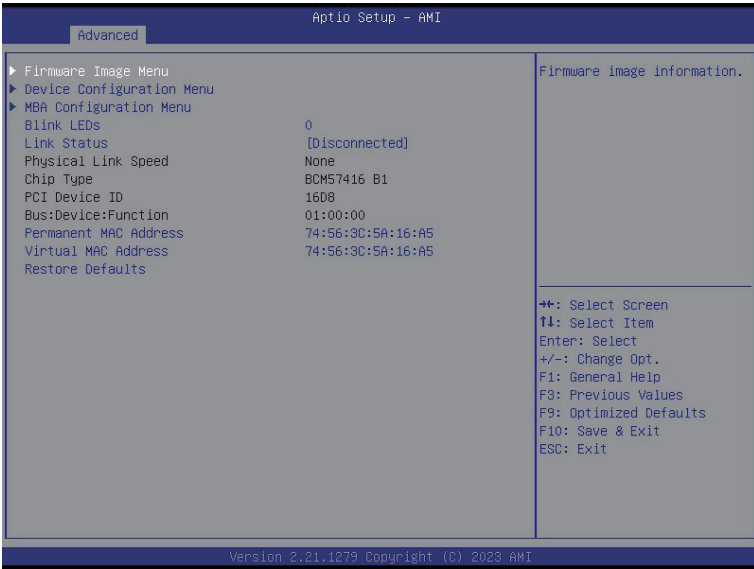 Aptio Setup – AMI
Advanced
Firmware Image Menu
Device Configuration Menu
MBA Configuration Menu
Blink LEDs 0
Link Status [Disconnected]
Physical Link Speed None
Chip Type BCM57416 B1
PCI Device ID 16D8
Bus:Device:Function 01:00:00
Permanent MAC Address 74:56:3C:5A:16:A5
Virtual MAC Address 74:56:3C:5A:16:A5
Restore Defaults
Firmware image information.
→←: Select Screen
↑↓: Select Item
Enter: Select
+/-: Change Opt.
F1: General Help
F3: Previous Values
F9: Optimized Defaults
F10: Save & Exit
ESC: Exit
Version 2.21.1279 Copyright (C) 2023 AMI